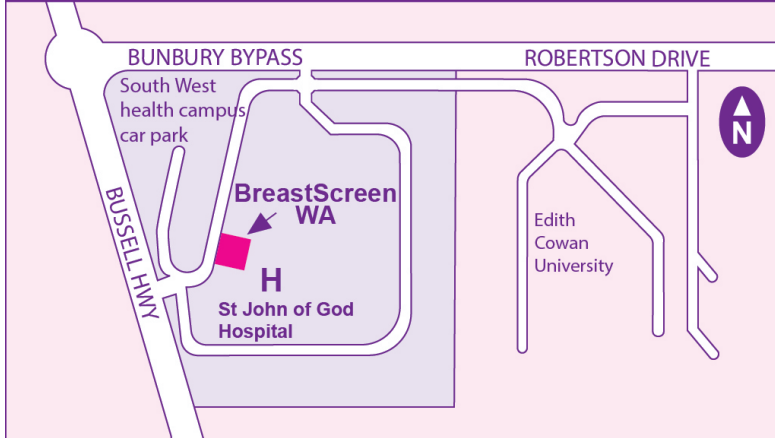 BUNBURY BYPASS
ROBERTSON DRIVE
South West
health campus
car park
N
BUSSELL HWY
BreastScreen
WA
H
St John of God
Hospital
Edith
Cowan
University